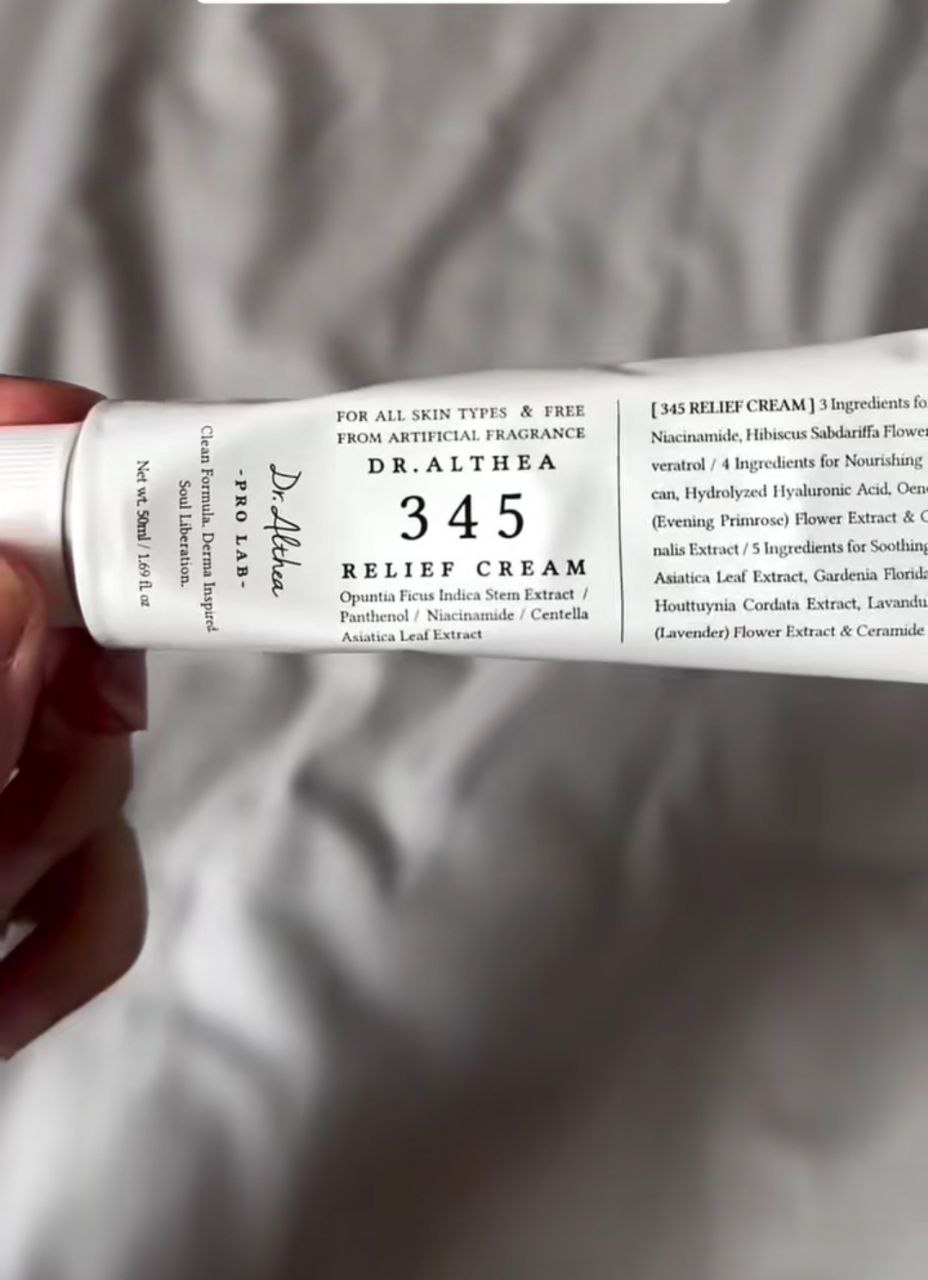 Dr.Althea
-PRO LAB-
Clean Formula. Derma Inspired
Soul Liberation.
Net wt. 50ml / 1.69 fl. oz
FOR ALL SKIN TYPES & FREE
FROM ARTIFICIAL FRAGRANCE
DR.ALTHEA
345
RELIEF CREAM
Opuntia Ficus Indica Stem Extract /
Panthenol / Niacinamide / Centella
Asiatica Leaf Extract
[ 345 RELIEF CREAM ] 3 Ingredients fo
Niacinamide, Hibiscus Sabdariffa Flower
veratrol / 4 Ingredients for Nourishing
can, Hydrolyzed Hyaluronic Acid, Oen
(Evening Primrose) Flower Extract & C
nalis Extract / 5 Ingredients for Soothing
Asiatica Leaf Extract, Gardenia Florida
Houttuynia Cordata Extract, Lavandu
(Lavender) Flower Extract & Ceramide